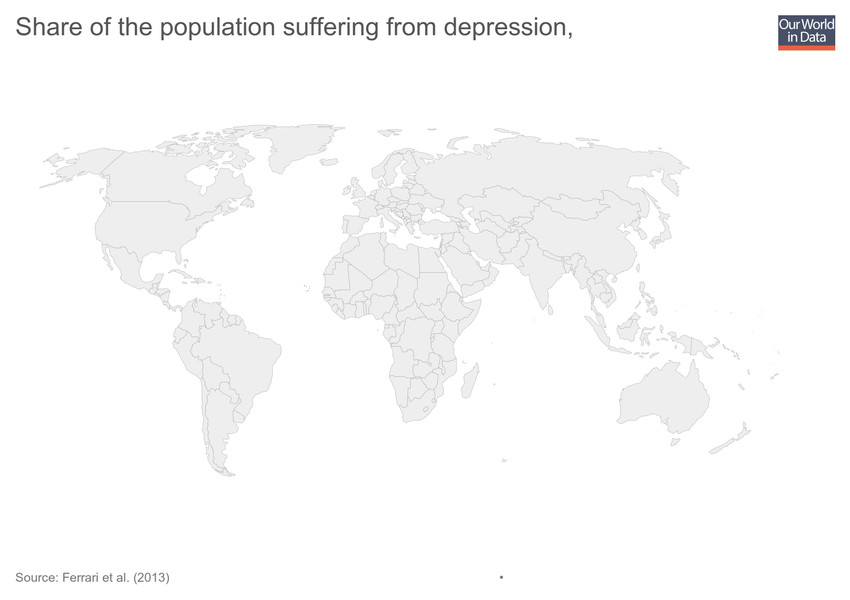 Share of the population suffering from depression,
Our World
in Data
Source: Ferrari et al. (2013)
•